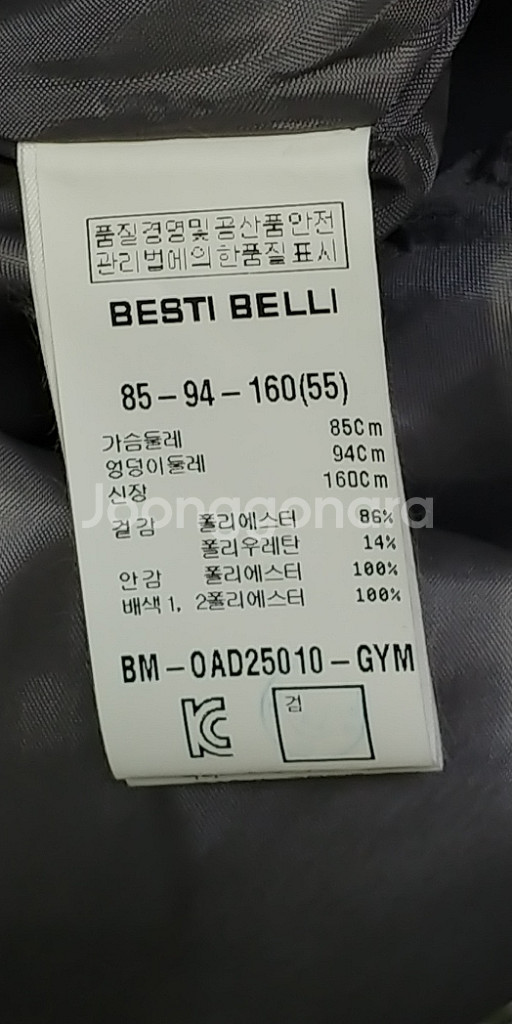 품질경영및공산품안전
관리법에의한품질표시
BESTI BELLI
85-94-160(55)
가슴둘레 85Cm
엉덩이둘레 94Cm
신장 160Cm
Joonggonara
겉감 폴리에스터 86%
폴리우레탄 14%
안감 폴리에스터 100%
배색1, 2폴리에스터 100%
BM-OAD25010-GYM
검